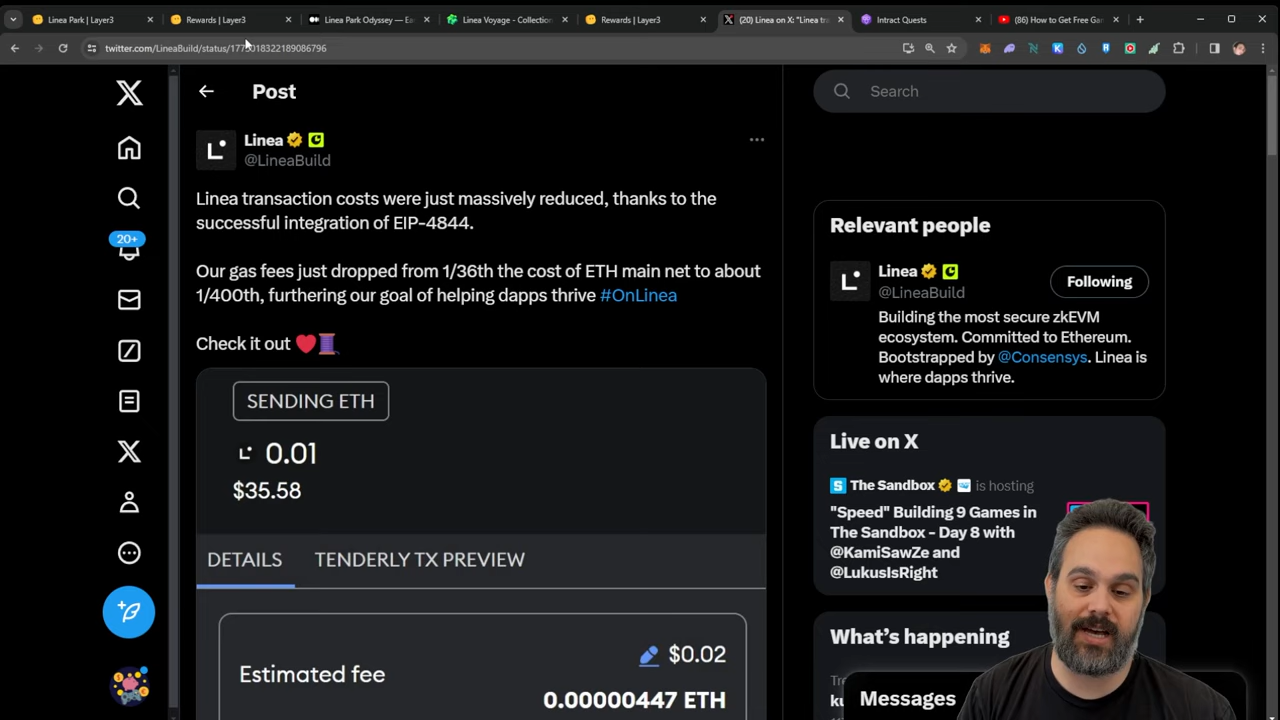 Linea Park | Layer3
Rewards | Layer3
Linea Park Odyssey — Ea
Linea Voyage - Collection
Rewards | Layer3
(20) Linea on X: "Linea tra
Intract Quests
(86) How to Get Free Ga
Post
Search
Linea
@LineaBuild
Linea transaction costs were just massively reduced, thanks to the
successful integration of EIP-4844.
Our gas fees just dropped from 1/36th the cost of ETH main net to about
1/400th, furthering our goal of helping dapps thrive #OnLinea
Check it out
SENDING ETH
0.01
$35.58
DETAILS
TENDERLY TX PREVIEW
Estimated fee
$0.02
0.00000447 ETH
20+
Relevant people
Linea
@LineaBuild
Following
Building the most secure zkEVM
ecosystem. Committed to Ethereum.
Bootstrapped by @Consensys. Linea is
where dapps thrive.
Live on X
The Sandbox is hosting
"Speed" Building 9 Games in
The Sandbox - Day 8 with
@KamiSawZe and
@LukusIsRight
What's happening
Messages